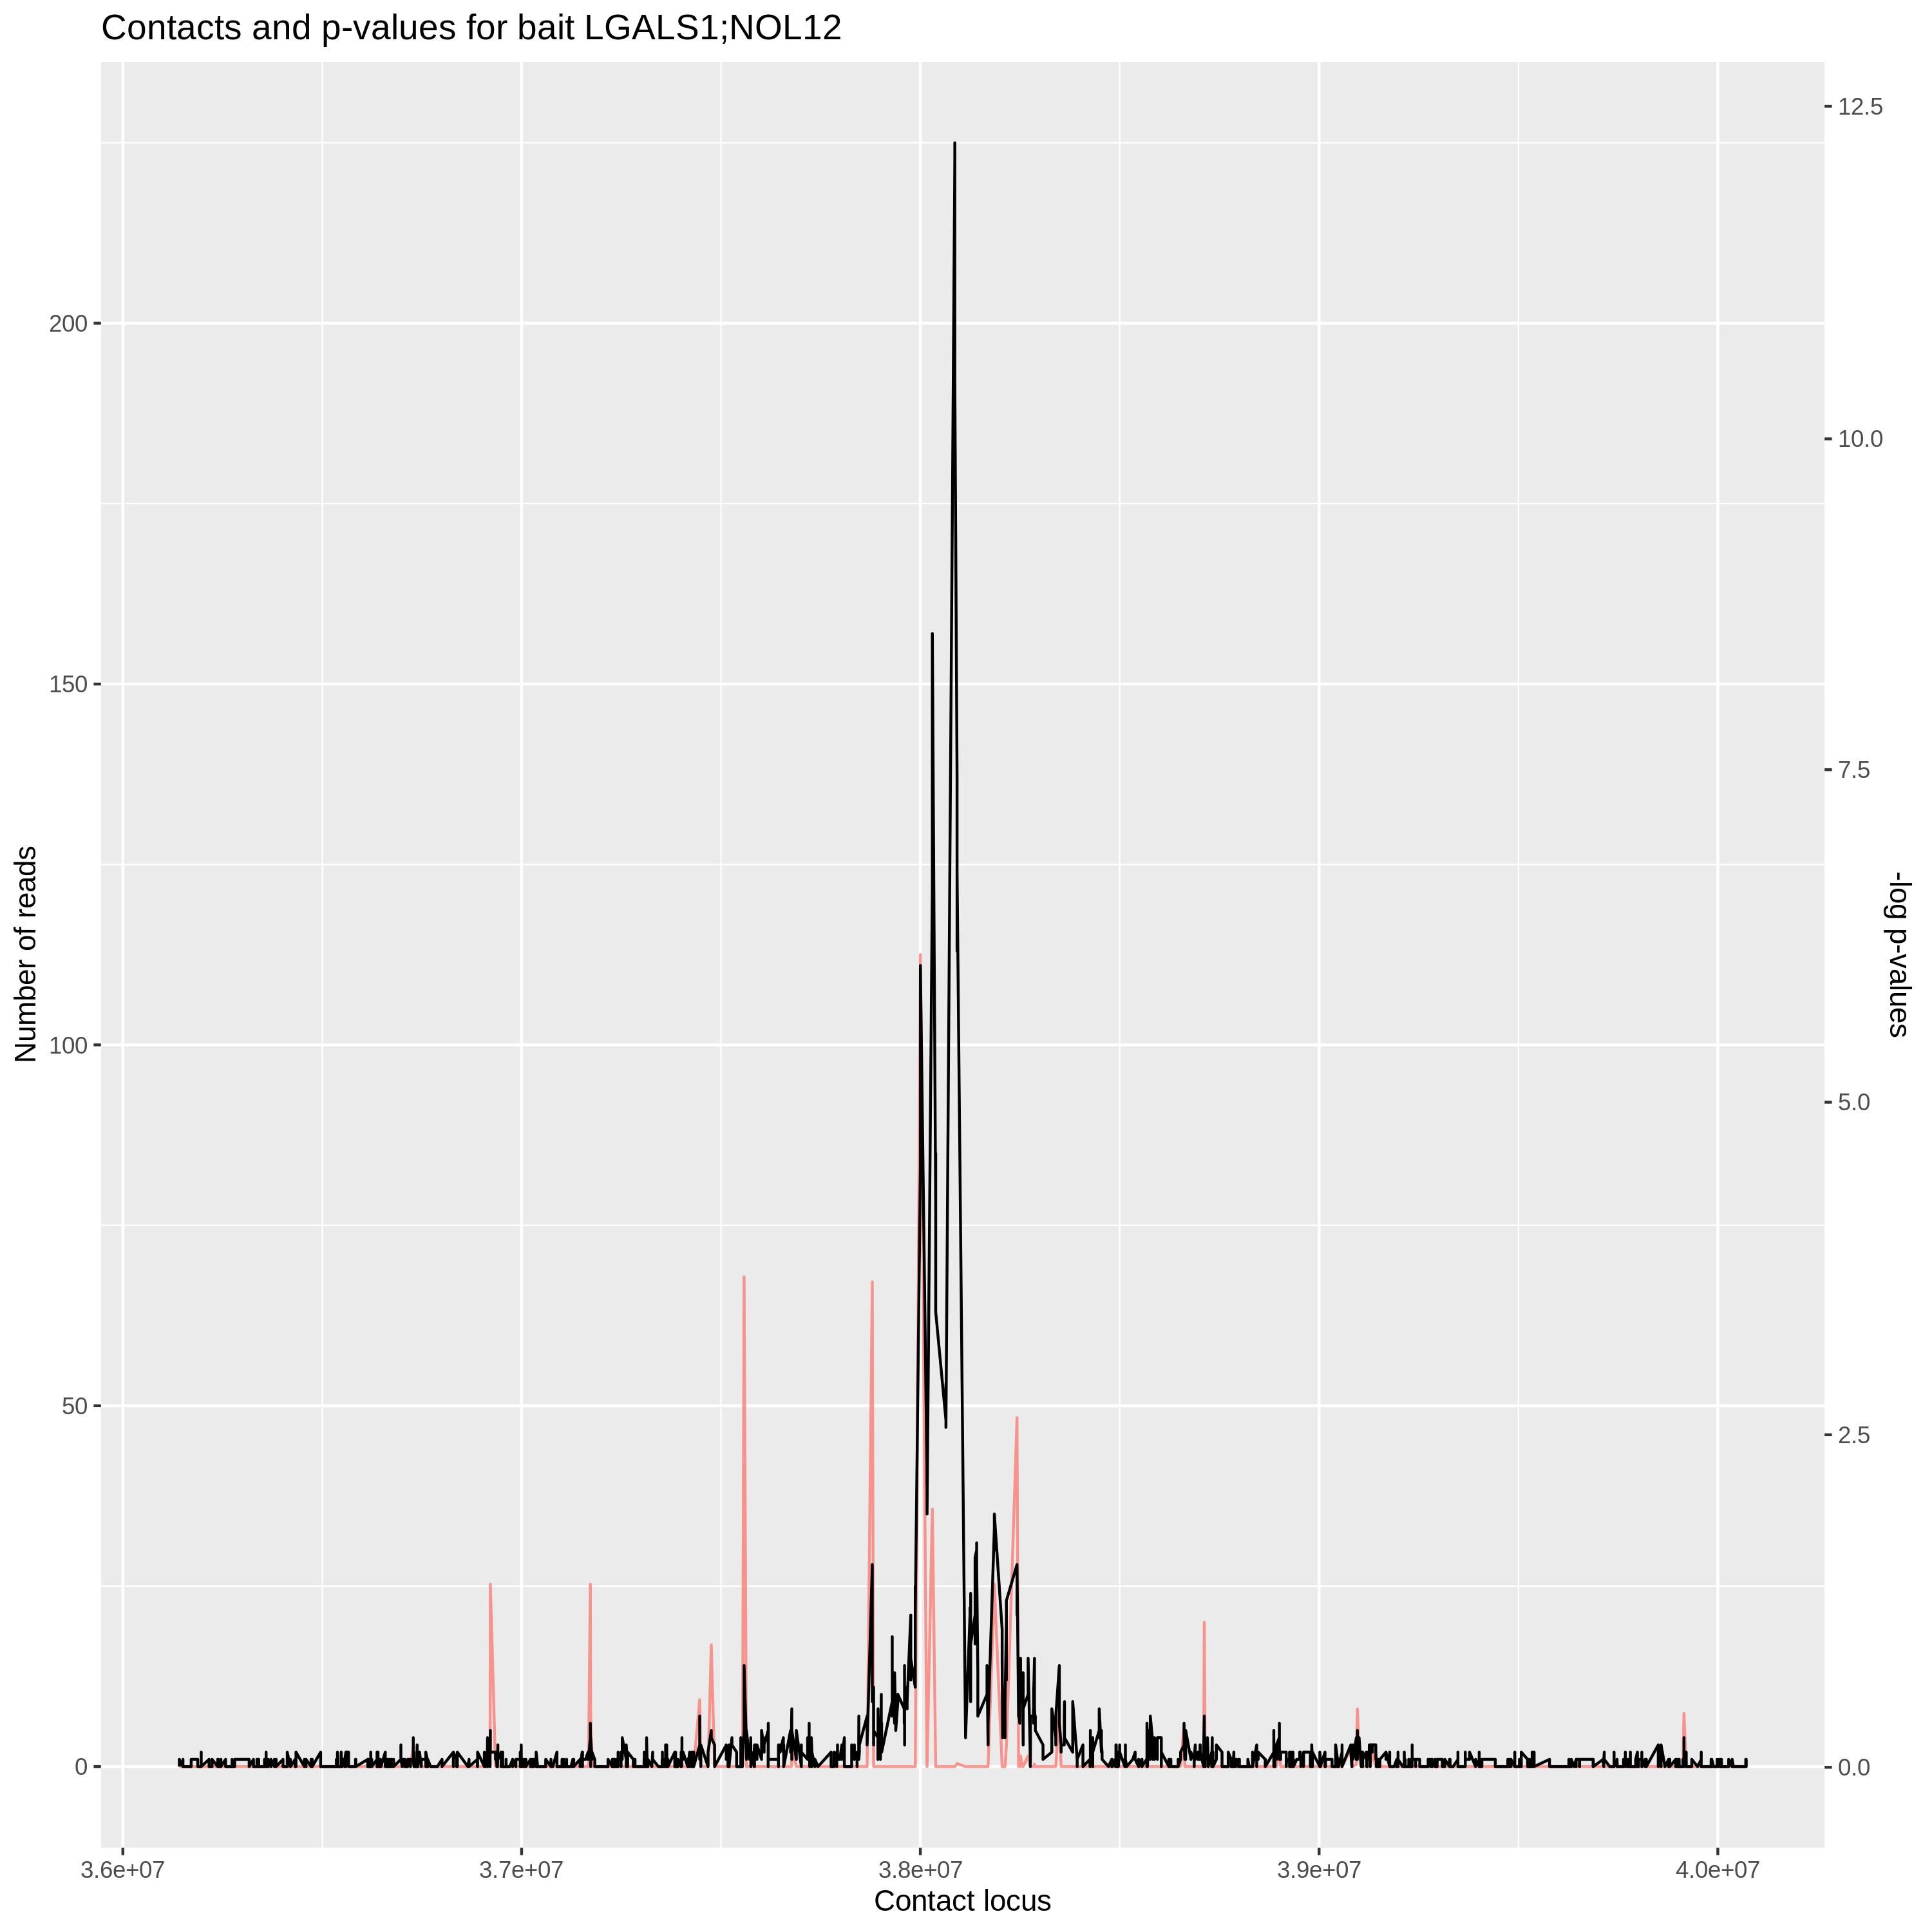 Contacts and p-values for bait LGALS1;NOL12
Number of reads
200
150
100
50
0
12.5
10.0
7.5
5.0
2.5
0.0
-log p-values
3.6e+07
3.7e+07
3.8e+07
3.9e+07
4.0e+07
Contact locus